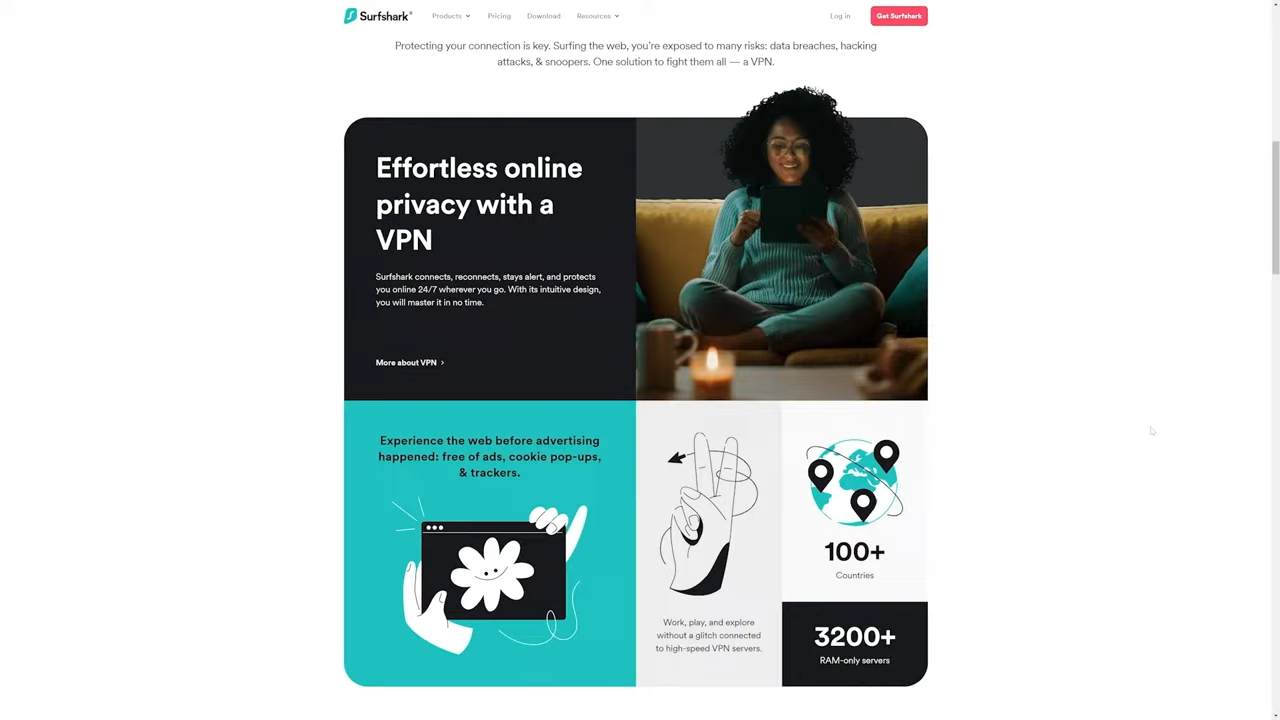 Surfshark®
Products
Pricing
Download
Resources
Log in
Get Surfshark
Protecting your connection is key. Surfing the web, you're exposed to many risks: data breaches, hacking
attacks, & snoopers. One solution to fight them all — a VPN.
Effortless online
privacy with a
VPN
Surfshark connects, reconnects, stays alert, and protects
you online 24/7 wherever you go. With its intuitive design,
you will master it in no time.
More about VPN
Experience the web before advertising
happened: free of ads, cookie pop-ups,
& trackers.
Work, play, and explore
without a glitch connected
to high-speed VPN servers.
100+
Countries
3200+
RAM-only servers